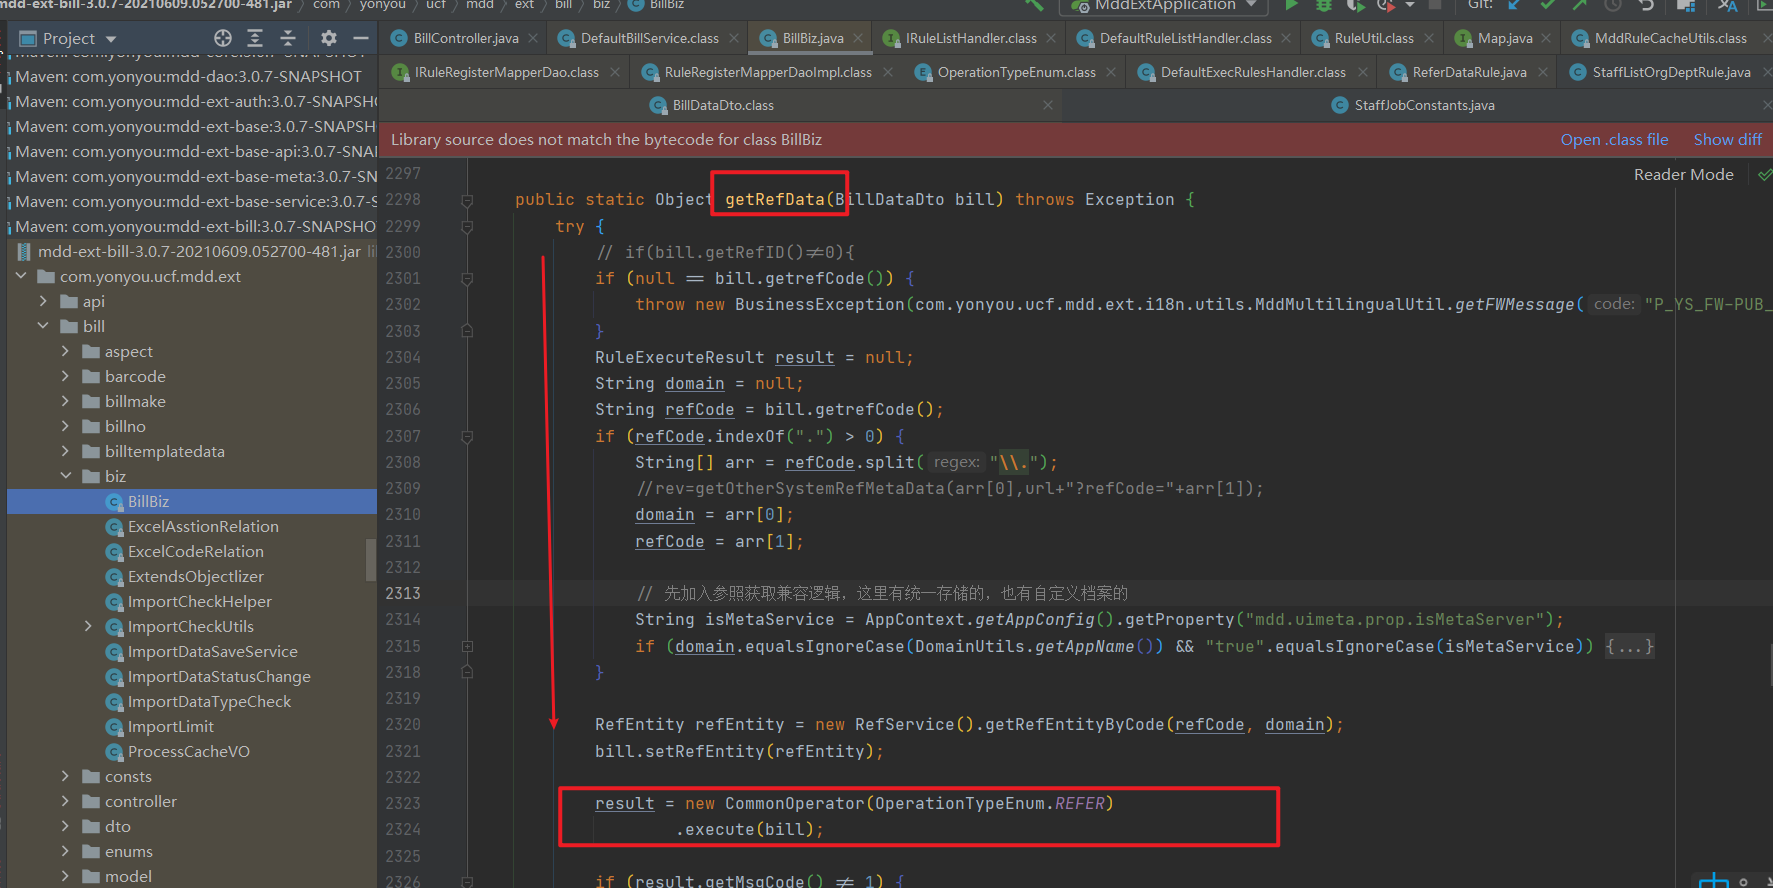 mdd-ext-bill-3.0.7-20210609.052700-481.jar com yonyou ucf mdd ext bill biz BillBiz MddExtApplication Git:
Project
BillController.java DefaultBillService.class BillBiz.java IRuleListHandler.class DefaultRuleListHandler.class RuleUtil.class Map.java MddRuleCacheUtils.class
IRuleRegisterMapperDao.class RuleRegisterMapperDaoImpl.class OperationTypeEnum.class DefaultExecRulesHandler.class ReferDataRule.java StaffListOrgDeptRule.java
BillDataDto.class StaffJobConstants.java
Library source does not match the bytecode for class BillBiz Open .class file Show diff
Reader Mode
Maven: com.yonyou:mdd-dao:3.0.7-SNAPSHOT
Maven: com.yonyou:mdd-ext-auth:3.0.7-SNAPSHO
Maven: com.yonyou:mdd-ext-base:3.0.7-SNAPSH
Maven: com.yonyou:mdd-ext-base-api:3.0.7-SNA
Maven: com.yonyou:mdd-ext-base-meta:3.0.7-SN
Maven: com.yonyou:mdd-ext-base-service:3.0.7-S
Maven: com.yonyou:mdd-ext-bill:3.0.7-SNAPSHO
mdd-ext-bill-3.0.7-20210609.052700-481.jar
com.yonyou.ucf.mdd.ext
api
bill
aspect
barcode
billmake
billno
billtemplatedata
biz
BillBiz
ExcelAsstionRelation
ExcelCodeRelation
ExtendsObjectlizer
ImportCheckHelper
ImportCheckUtils
ImportDataSaveService
ImportDataStatusChange
ImportDataTypeCheck
ImportLimit
ProcessCacheVO
consts
controller
dto
enums
model
2297
2298 public static Object getRefData(BillDataDto bill) throws Exception {
2299 try {
2300 // if(bill.getRefID()≠0){
2301 if (null == bill.getrefCode()) {
2302 throw new BusinessException(com.yonyou.ucf.mdd.ext.i18n.utils.MddMultilingualUtil.getFWMessage( code: "P_YS_FW-PUB_
2303 }
2304 RuleExecuteResult result = null;
2305 String domain = null;
2306 String refCode = bill.getrefCode();
2307 if (refCode.indexOf(".") > 0) {
2308 String[] arr = refCode.split( regex: "\\.");
2309 //rev=getOtherSystemRefMetaData(arr[0],url+"?refCode="+arr[1]);
2310 domain = arr[0];
2311 refCode = arr[1];
2312
2313 // 先加入参照获取兼容逻辑，这里有统一存储的，也有自定义档案的
2314 String isMetaService = AppContext.getAppConfig().getProperty("mdd.uimeta.prop.isMetaServer");
2315 if (domain.equalsIgnoreCase(DomainUtils.getAppName()) && "true".equalsIgnoreCase(isMetaService)) {...}
2318 }
2319
2320 RefEntity refEntity = new RefService().getRefEntityByCode(refCode, domain);
2321 bill.setRefEntity(refEntity);
2322
2323 result = new CommonOperator(OperationTypeEnum.REFER)
2324 .execute(bill);
2325
2326 if (result.getMsgCode() ≠ 1) {